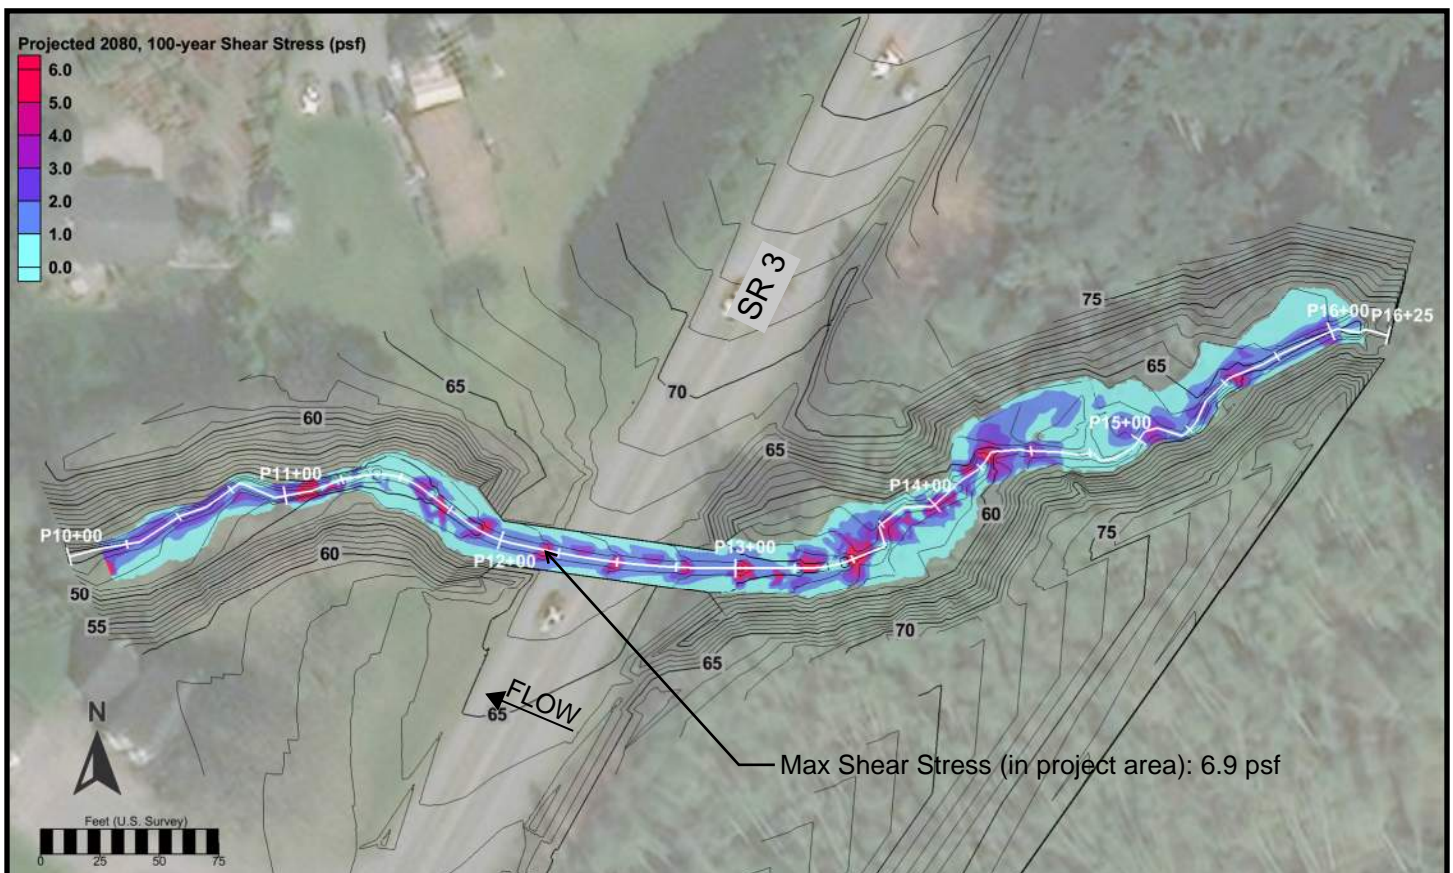 Projected 2080, 100-year Shear Stress (psf)
6.0
5.0
4.0
3.0
2.0
1.0
0.0
SR 3
75
P16+00
P16+25
65
70
65
60
P11+00
P15+00
65
P14+00
60
P10+00
P12+00
P13+00
60
75
50
55
70
65
FLOW
65
N
Max Shear Stress (in project area): 6.9 psf
Feet (U.S. Survey)
0 25 50 75